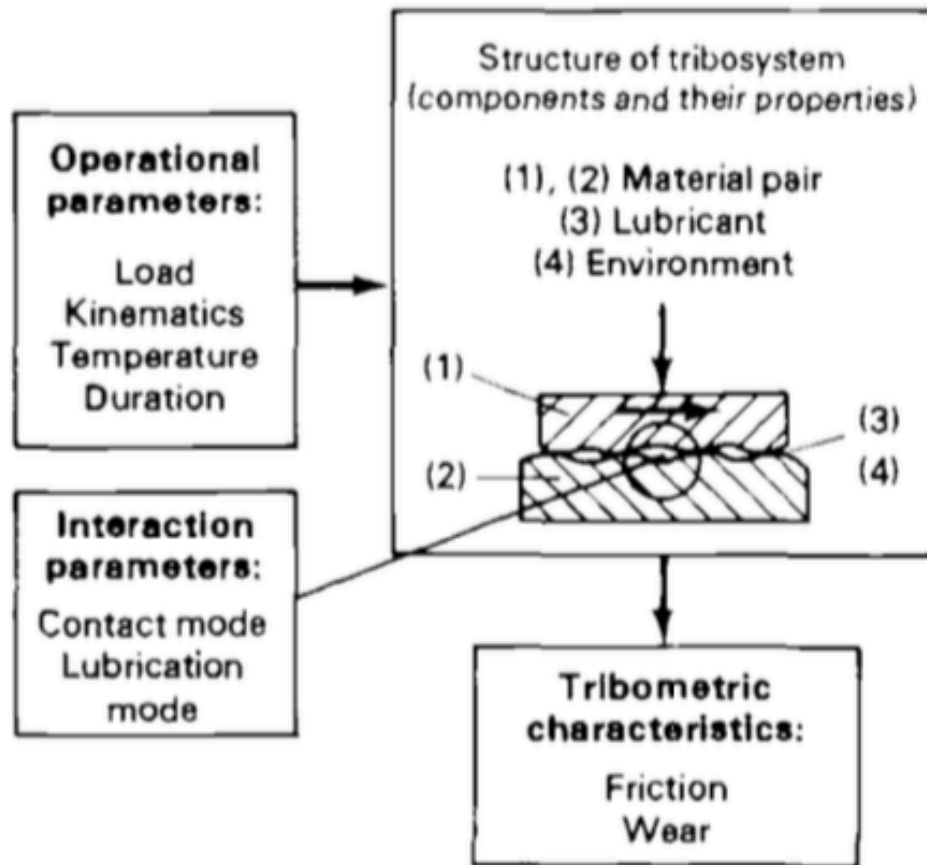 Structure of tribosystem
(components and their properties)
(1), (2) Material pair
(3) Lubricant
(4) Environment
(1)
(2)
(3)
(4)
Operational
parameters:
Load
Kinematics
Temperature
Duration
Interaction
parameters:
Contact mode
Lubrication
mode
Tribometric
characteristics:
Friction
Wear